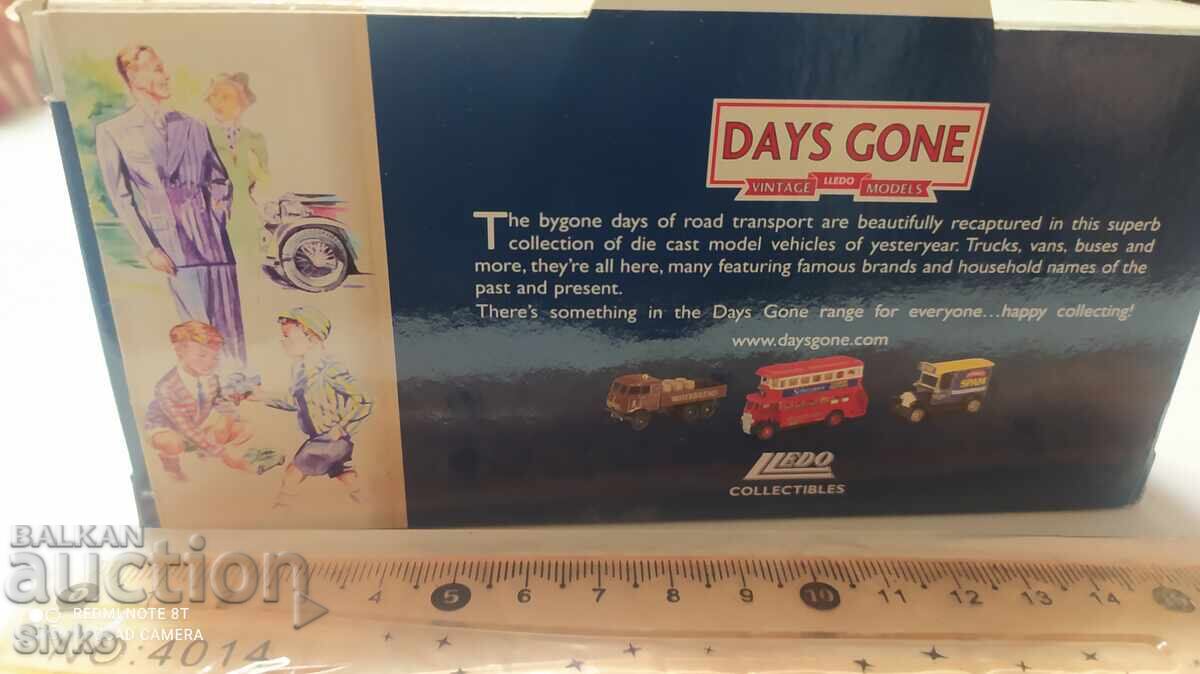 DAYS GONE
VINTAGE LLEDO MODELS
The bygone days of road transport are beautifully recaptured in this superb
collection of die cast model vehicles of yesteryear. Trucks, vans, buses and
more, they're all here, many featuring famous brands and household names of the
past and present.
There's something in the Days Gone range for everyone...happy collecting!
www.daysgone.com
WHITBREAD
SPAM
LLEDO
COLLECTIBLES
4 5 6 7 8 9 10 11 12 13 14
BALKAN
auction
REDMI NOTE 8T
CAMERA
Sivko
NO:4014